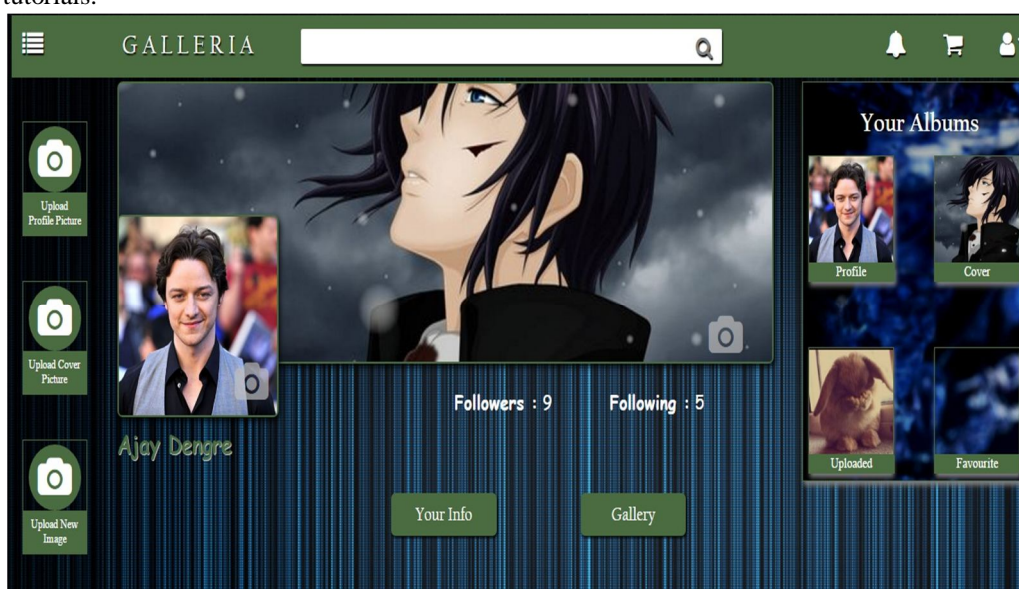 tutorials.
GALLERIA
Your Albums
Upload
Profile Picture
Profile
Cover
Upload Cover
Picture
Followers : 9
Following : 5
Ajay Dengre
Uploaded
Favourite
Your Info
Gallery
Upload New
Image